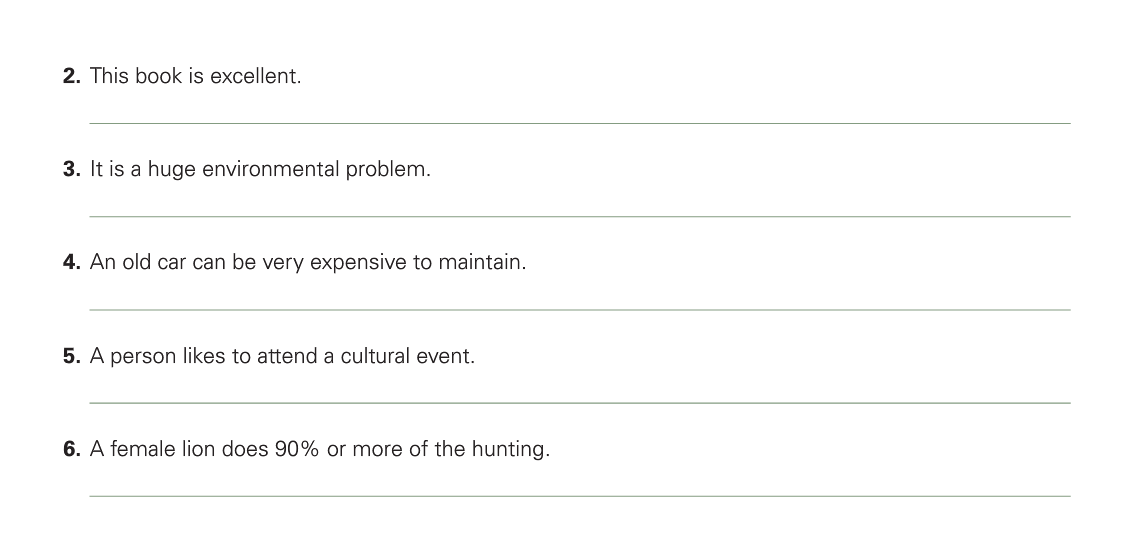 2. This book is excellent.
3. It is a huge environmental problem.
4. An old car can be very expensive to maintain.
5. A person likes to attend a cultural event.
6. A female lion does 90% or more of the hunting.